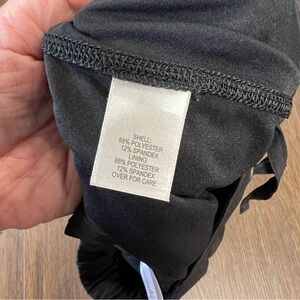 SHELL:
88% POLYESTER
12% SPANDEX
LINING:
88% POLYESTER
12% SPANDEX
OVER FOR CARE